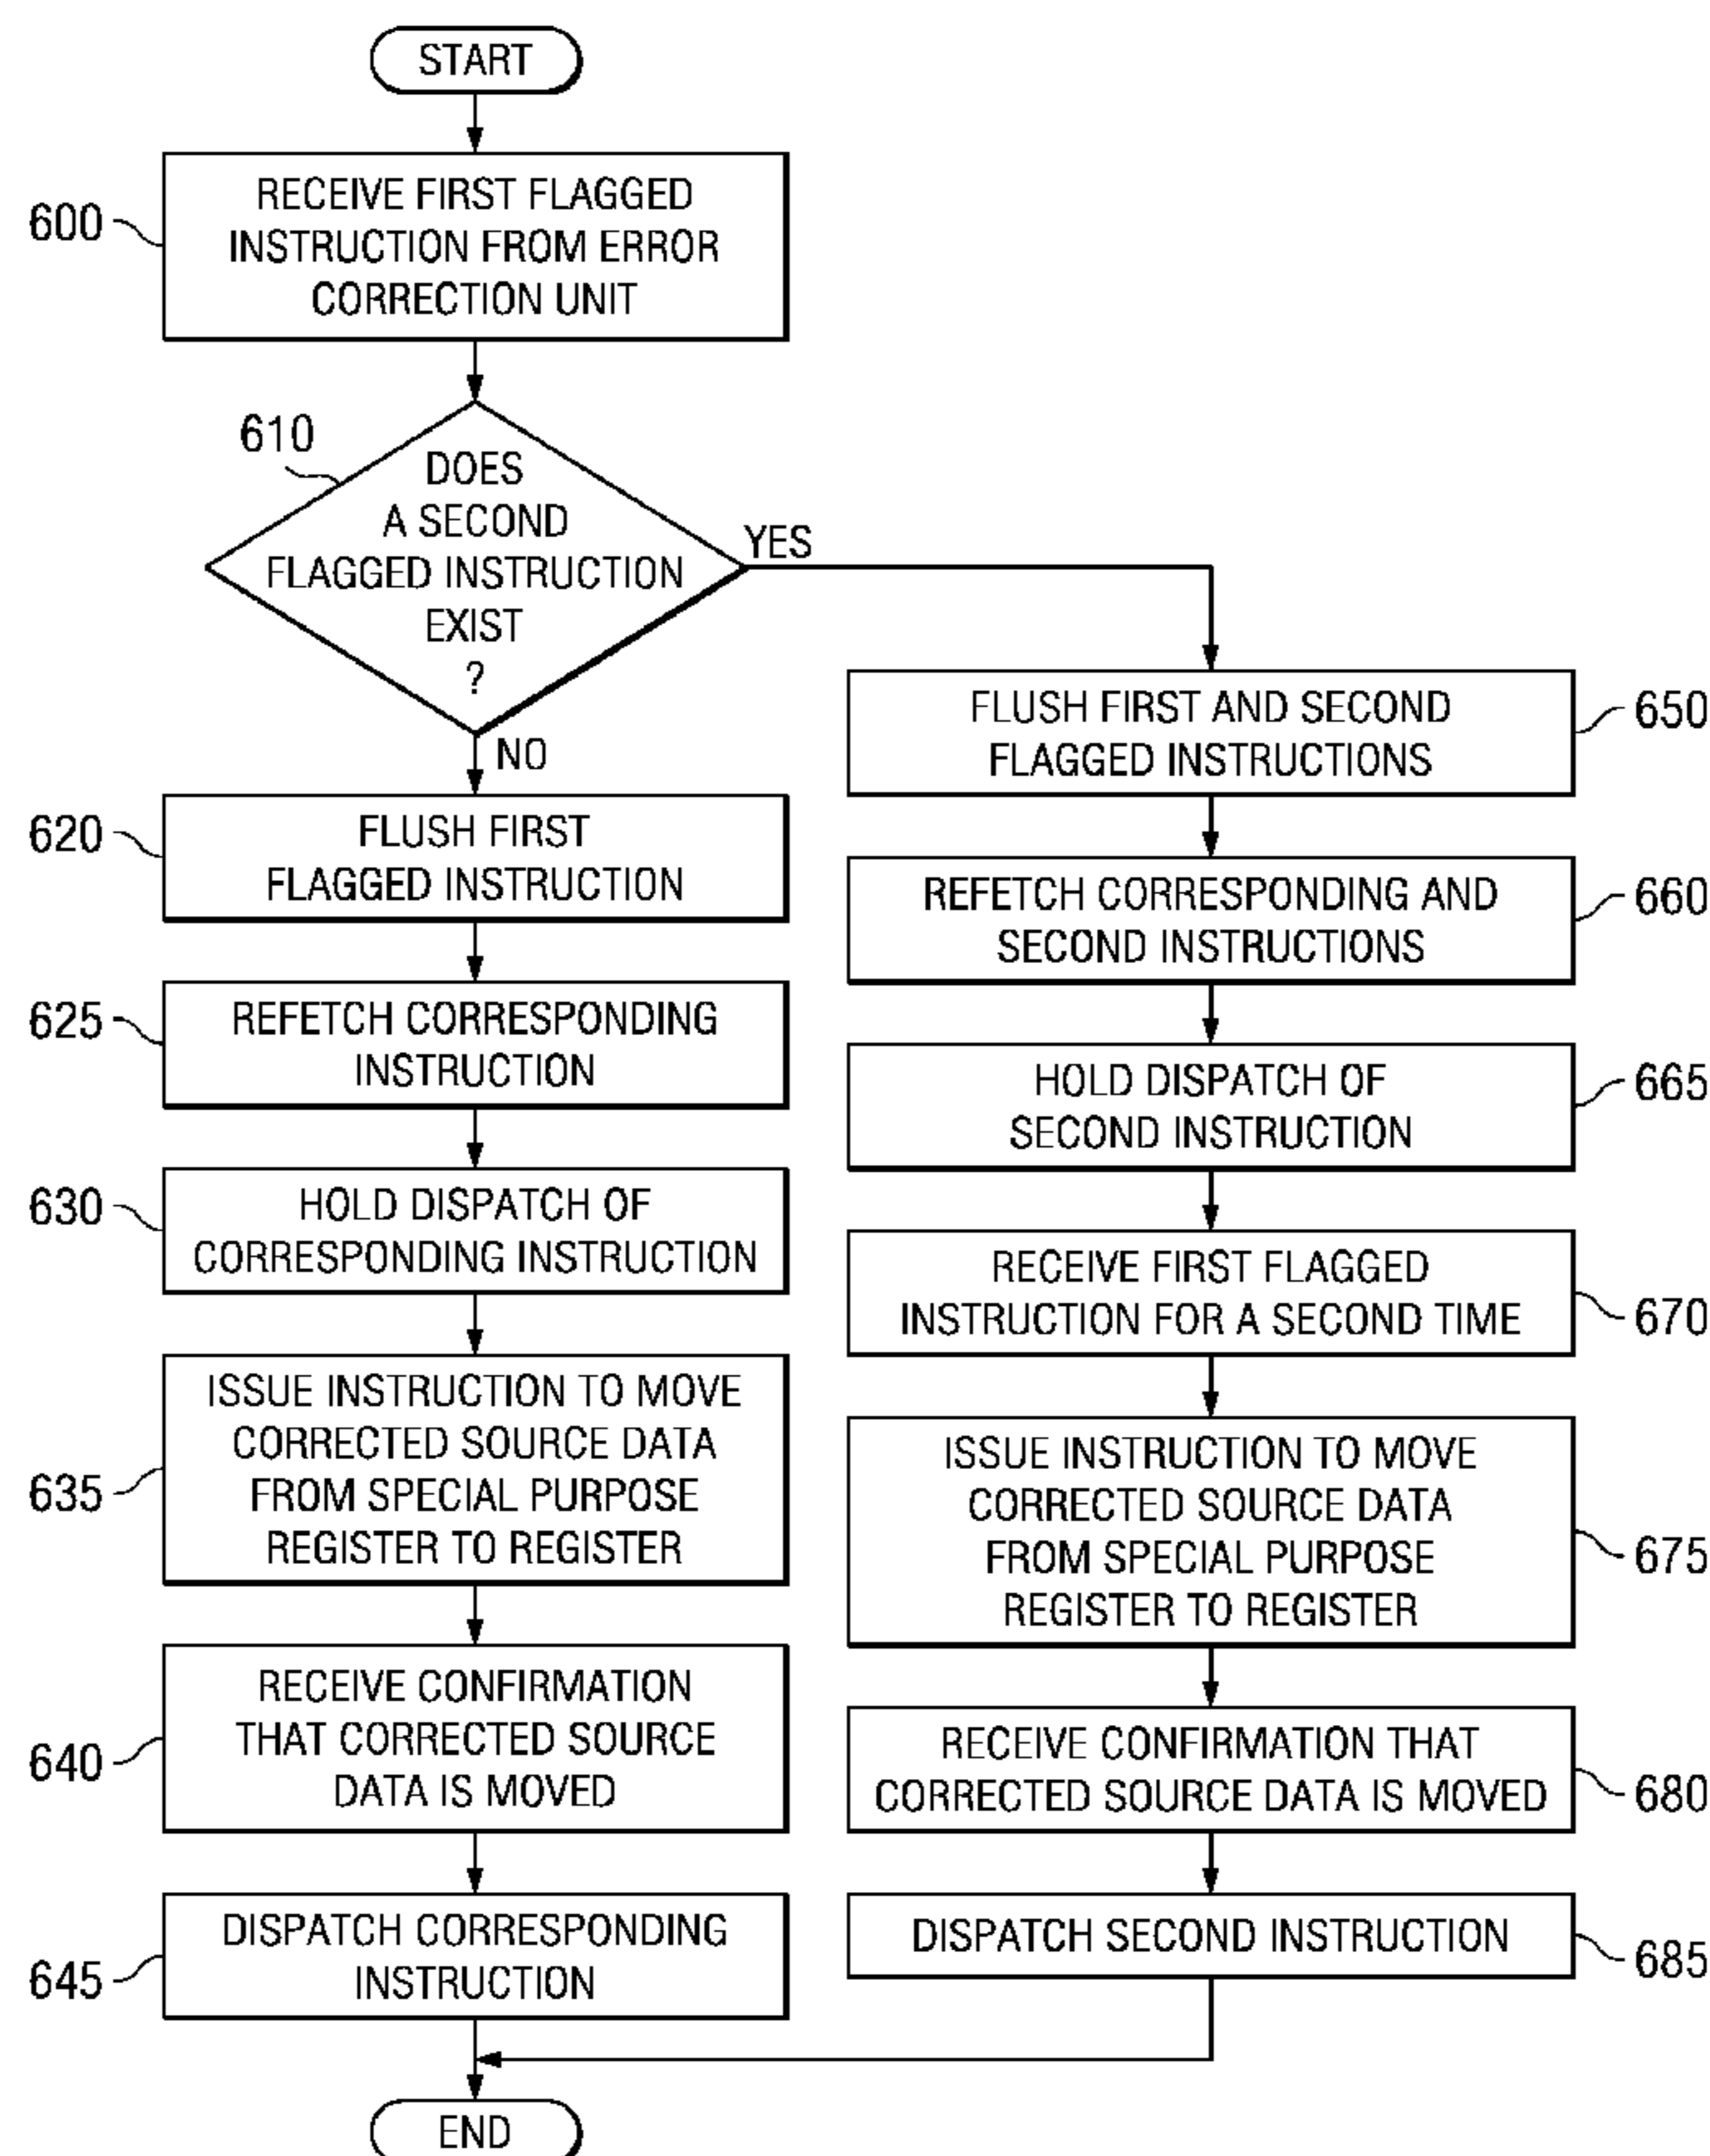 START
600
RECEIVE FIRST FLAGGED
INSTRUCTION FROM ERROR
CORRECTION UNIT
610
DOES
A SECOND
FLAGGED INSTRUCTION
EXIST
?
YES
NO
620
FLUSH FIRST
FLAGGED INSTRUCTION
625
REFETCH CORRESPONDING
INSTRUCTION
630
HOLD DISPATCH OF
CORRESPONDING INSTRUCTION
635
ISSUE INSTRUCTION TO MOVE
CORRECTED SOURCE DATA
FROM SPECIAL PURPOSE
REGISTER TO REGISTER
640
RECEIVE CONFIRMATION
THAT CORRECTED SOURCE
DATA IS MOVED
645
DISPATCH CORRESPONDING
INSTRUCTION
FLUSH FIRST AND SECOND
FLAGGED INSTRUCTIONS
650
REFETCH CORRESPONDING AND
SECOND INSTRUCTIONS
660
HOLD DISPATCH OF
SECOND INSTRUCTION
665
RECEIVE FIRST FLAGGED
INSTRUCTION FOR A SECOND TIME
670
ISSUE INSTRUCTION TO MOVE
CORRECTED SOURCE DATA
FROM SPECIAL PURPOSE
REGISTER TO REGISTER
675
RECEIVE CONFIRMATION THAT
CORRECTED SOURCE DATA IS MOVED
680
DISPATCH SECOND INSTRUCTION
685
END